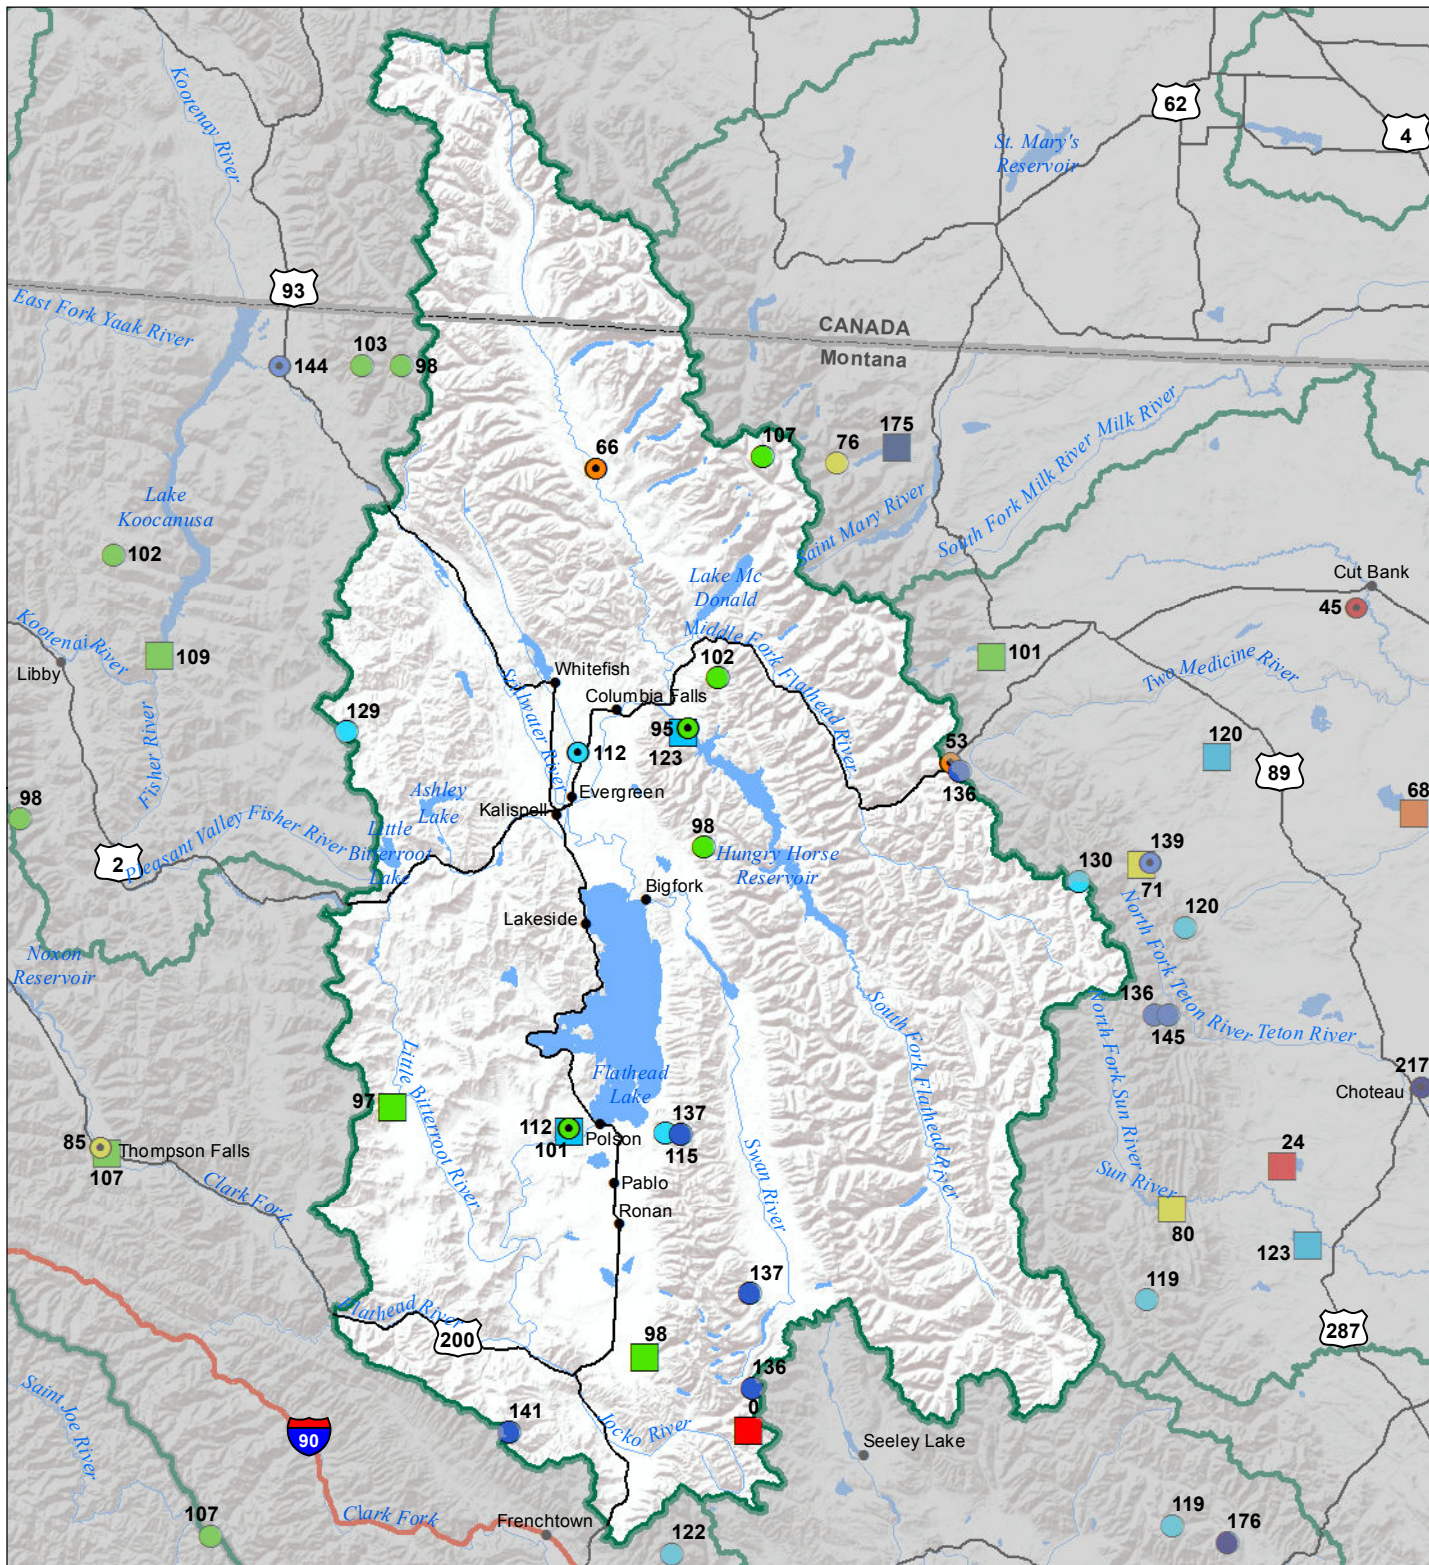 Kootenay River
62
4
St. Mary's
Reservoir
93
East Fork Yaak River
CANADA
Montana
144
103
98
66
107
76
175
Lake
Koocanusa
102
South Fork Milk River
Milk River
Saint Mary River
Lake Mc
Donald
Cut Bank
45
Kootenai River
Libby
109
Middle Fork Flathead River
101
Two Medicine River
Whitefish
102
Columbia Falls
Stillwater River
129
95
123
112
53
136
120
89
Fisher River
68
98
Ashley
Lake
Evergreen
Kalispell
Little
Bitterroot
Lake
2
Pleasant Valley Fisher River
98
Hungry Horse
Reservoir
139
71
130
Bigfork
Lakeside
120
North Fork Teton River
Teton River
Noxon
Reservoir
136
145
North Fork Sun River
South Fork Flathead River
Little Bitterroot River
Flathead
Lake
217
Choteau
97
112
101
Polson
137
115
Swan River
85
107
Thompson Falls
24
Clark Fork
Pablo
Sun River
80
Ronan
123
137
119
Flathead River
200
98
287
136
0
Saint Joe River
141
Jocko River
90
Seeley Lake
107
Clark Fork
Frenchtown
122
119
176